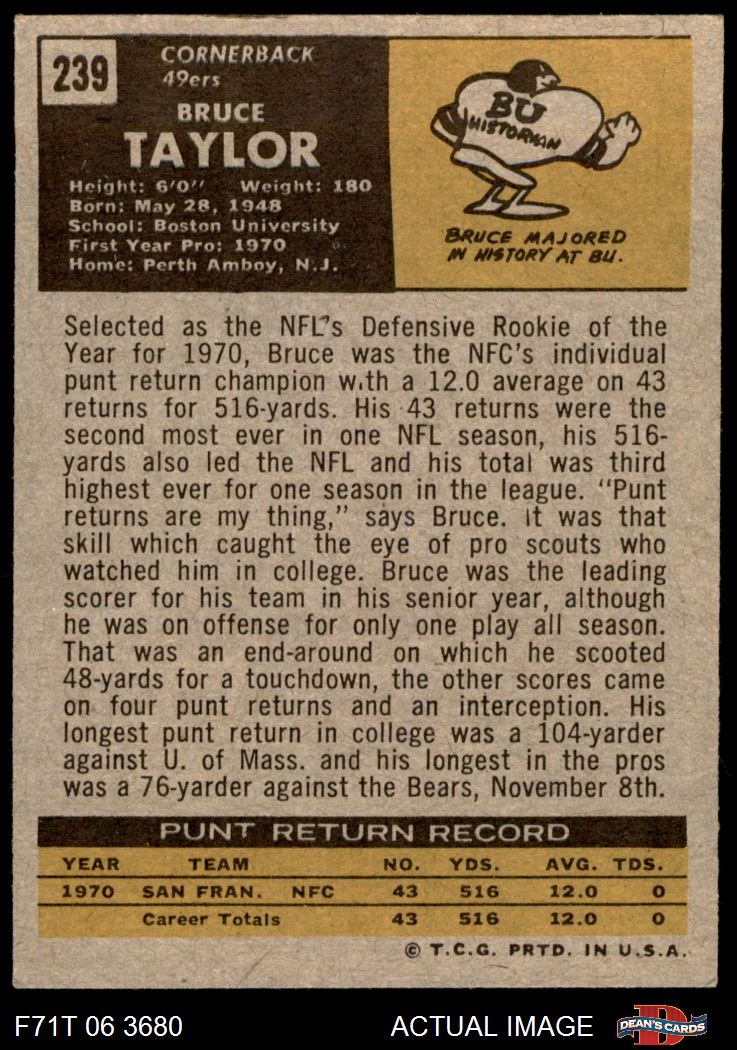 239
CORNERBACK
49ers
BRUCE
TAYLOR
Height: 6'0" Weight: 180
Born: May 28, 1948
School: Boston University
First Year Pro: 1970
Home: Perth Amboy, N.J.
BU
HISTORMAN
BRUCE MAJORED
IN HISTORY AT BU.
Selected as the NFL's Defensive Rookie of the
Year for 1970, Bruce was the NFC's individual
punt return champion with a 12.0 average on 43
returns for 516-yards. His 43 returns were the
second most ever in one NFL season, his 516-
yards also led the NFL and his total was third
highest ever for one season in the league. "Punt
returns are my thing," says Bruce. It was that
skill which caught the eye of pro scouts who
watched him in college. Bruce was the leading
scorer for his team in his senior year, although
he was on offense for only one play all season.
That was an end-around on which he scooted
48-yards for a touchdown, the other scores came
on four punt returns and an interception. His
longest punt return in college was a 104-yarder
against U. of Mass. and his longest in the pros
was a 76-yarder against the Bears, November 8th.
PUNT RETURN RECORD
YEAR TEAM NO. YDS. AVG. TDS.
1970 SAN FRAN. NFC 43 516 12.0 0
Career Totals 43 516 12.0 0
© T.C.G. PRTD. IN U.S.A.
F71T 06 3680 ACTUAL IMAGE
D
DEAN'S CARDS